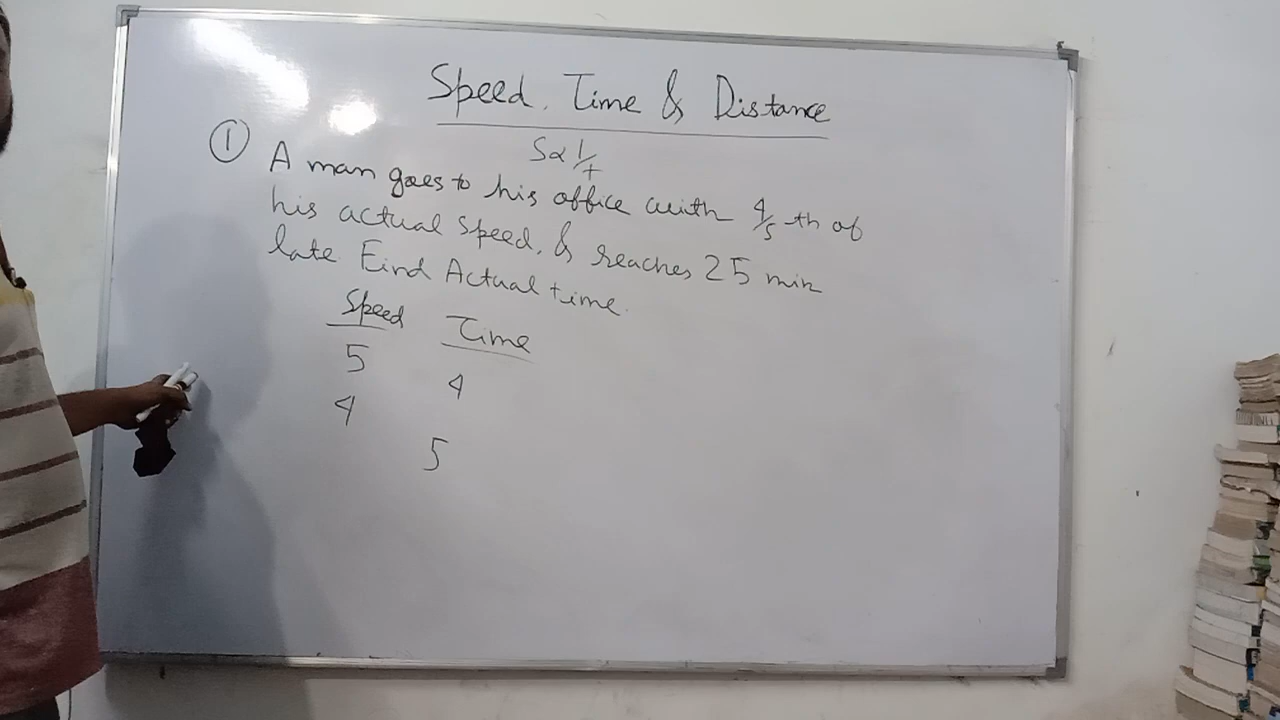 Speed, Time & Distance
S∝ 1/t
① A man goes to his office with 4/5 -th of
his actual speed, & reaches 25 min
late Find Actual time.
Speed Time
5 4
4
5